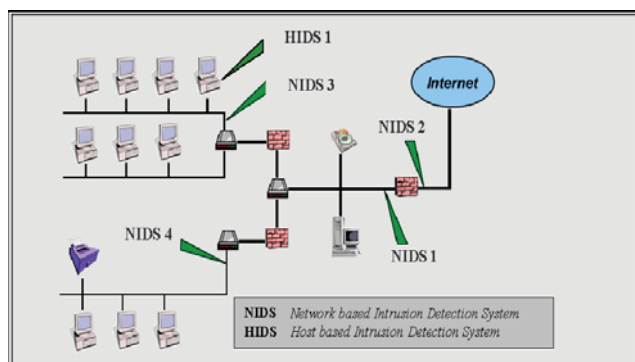 HIDS 1
NIDS 3
Internet
NIDS 2
NIDS 4
NIDS 1
NIDS Network based Intrusion Detection System
HIDS Host based Intrusion Detection System